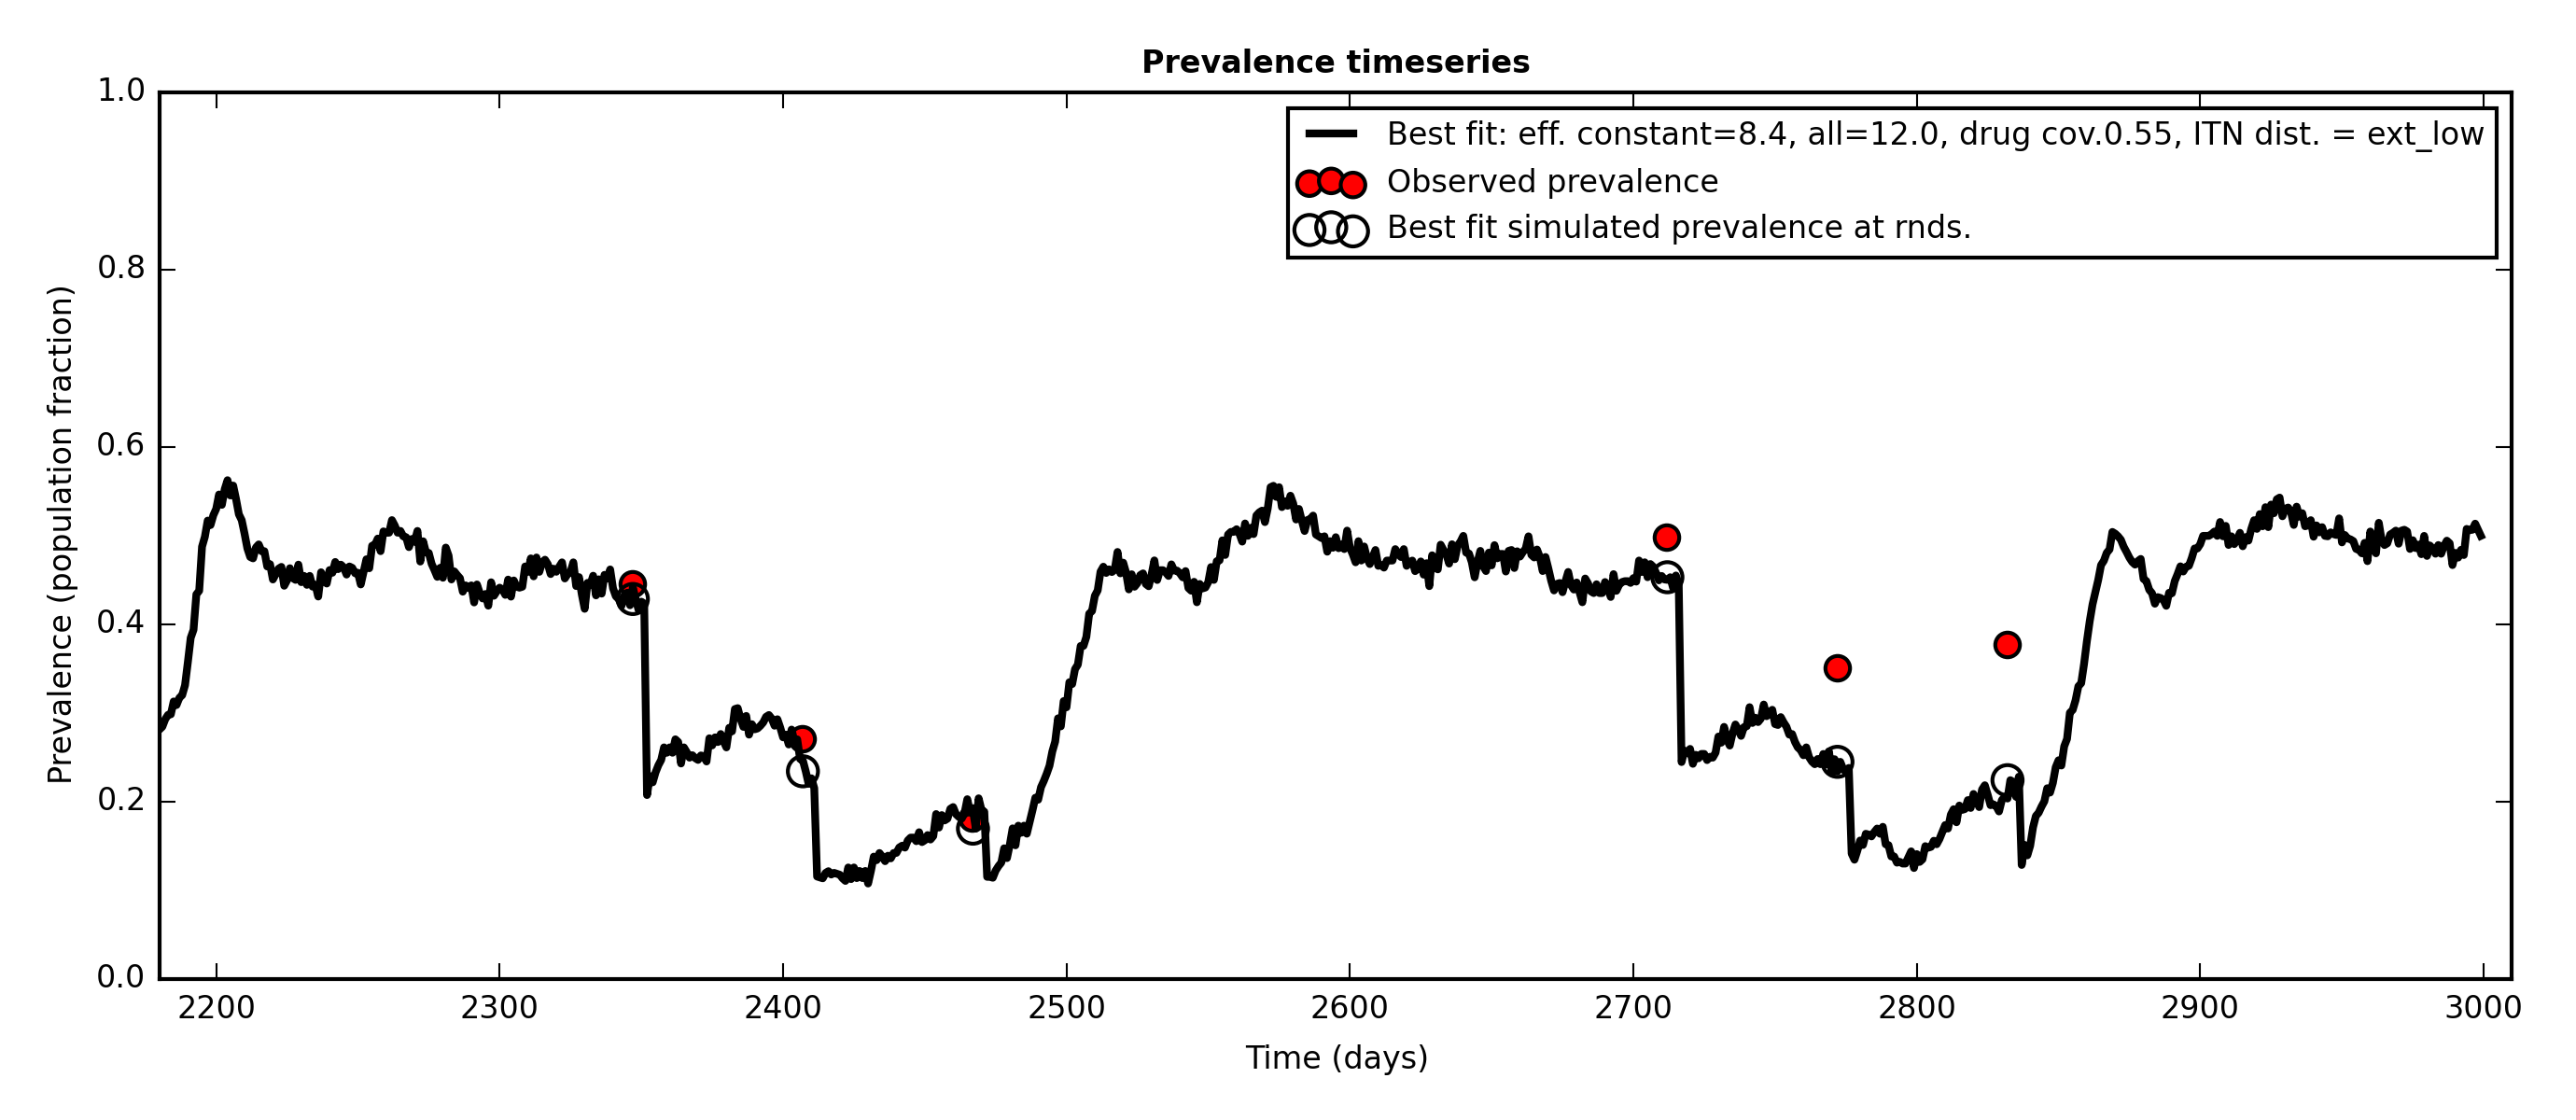 Prevalence timeseries
Best fit: eff. constant=8.4, all=12.0, drug cov.0.55, ITN dist. = ext_low
Observed prevalence
Best fit simulated prevalence at rnds.
Prevalence (population fraction)
1.0
0.8
0.6
0.4
0.2
0.0
2200 2300 2400 2500 2600 2700 2800 2900 3000
Time (days)